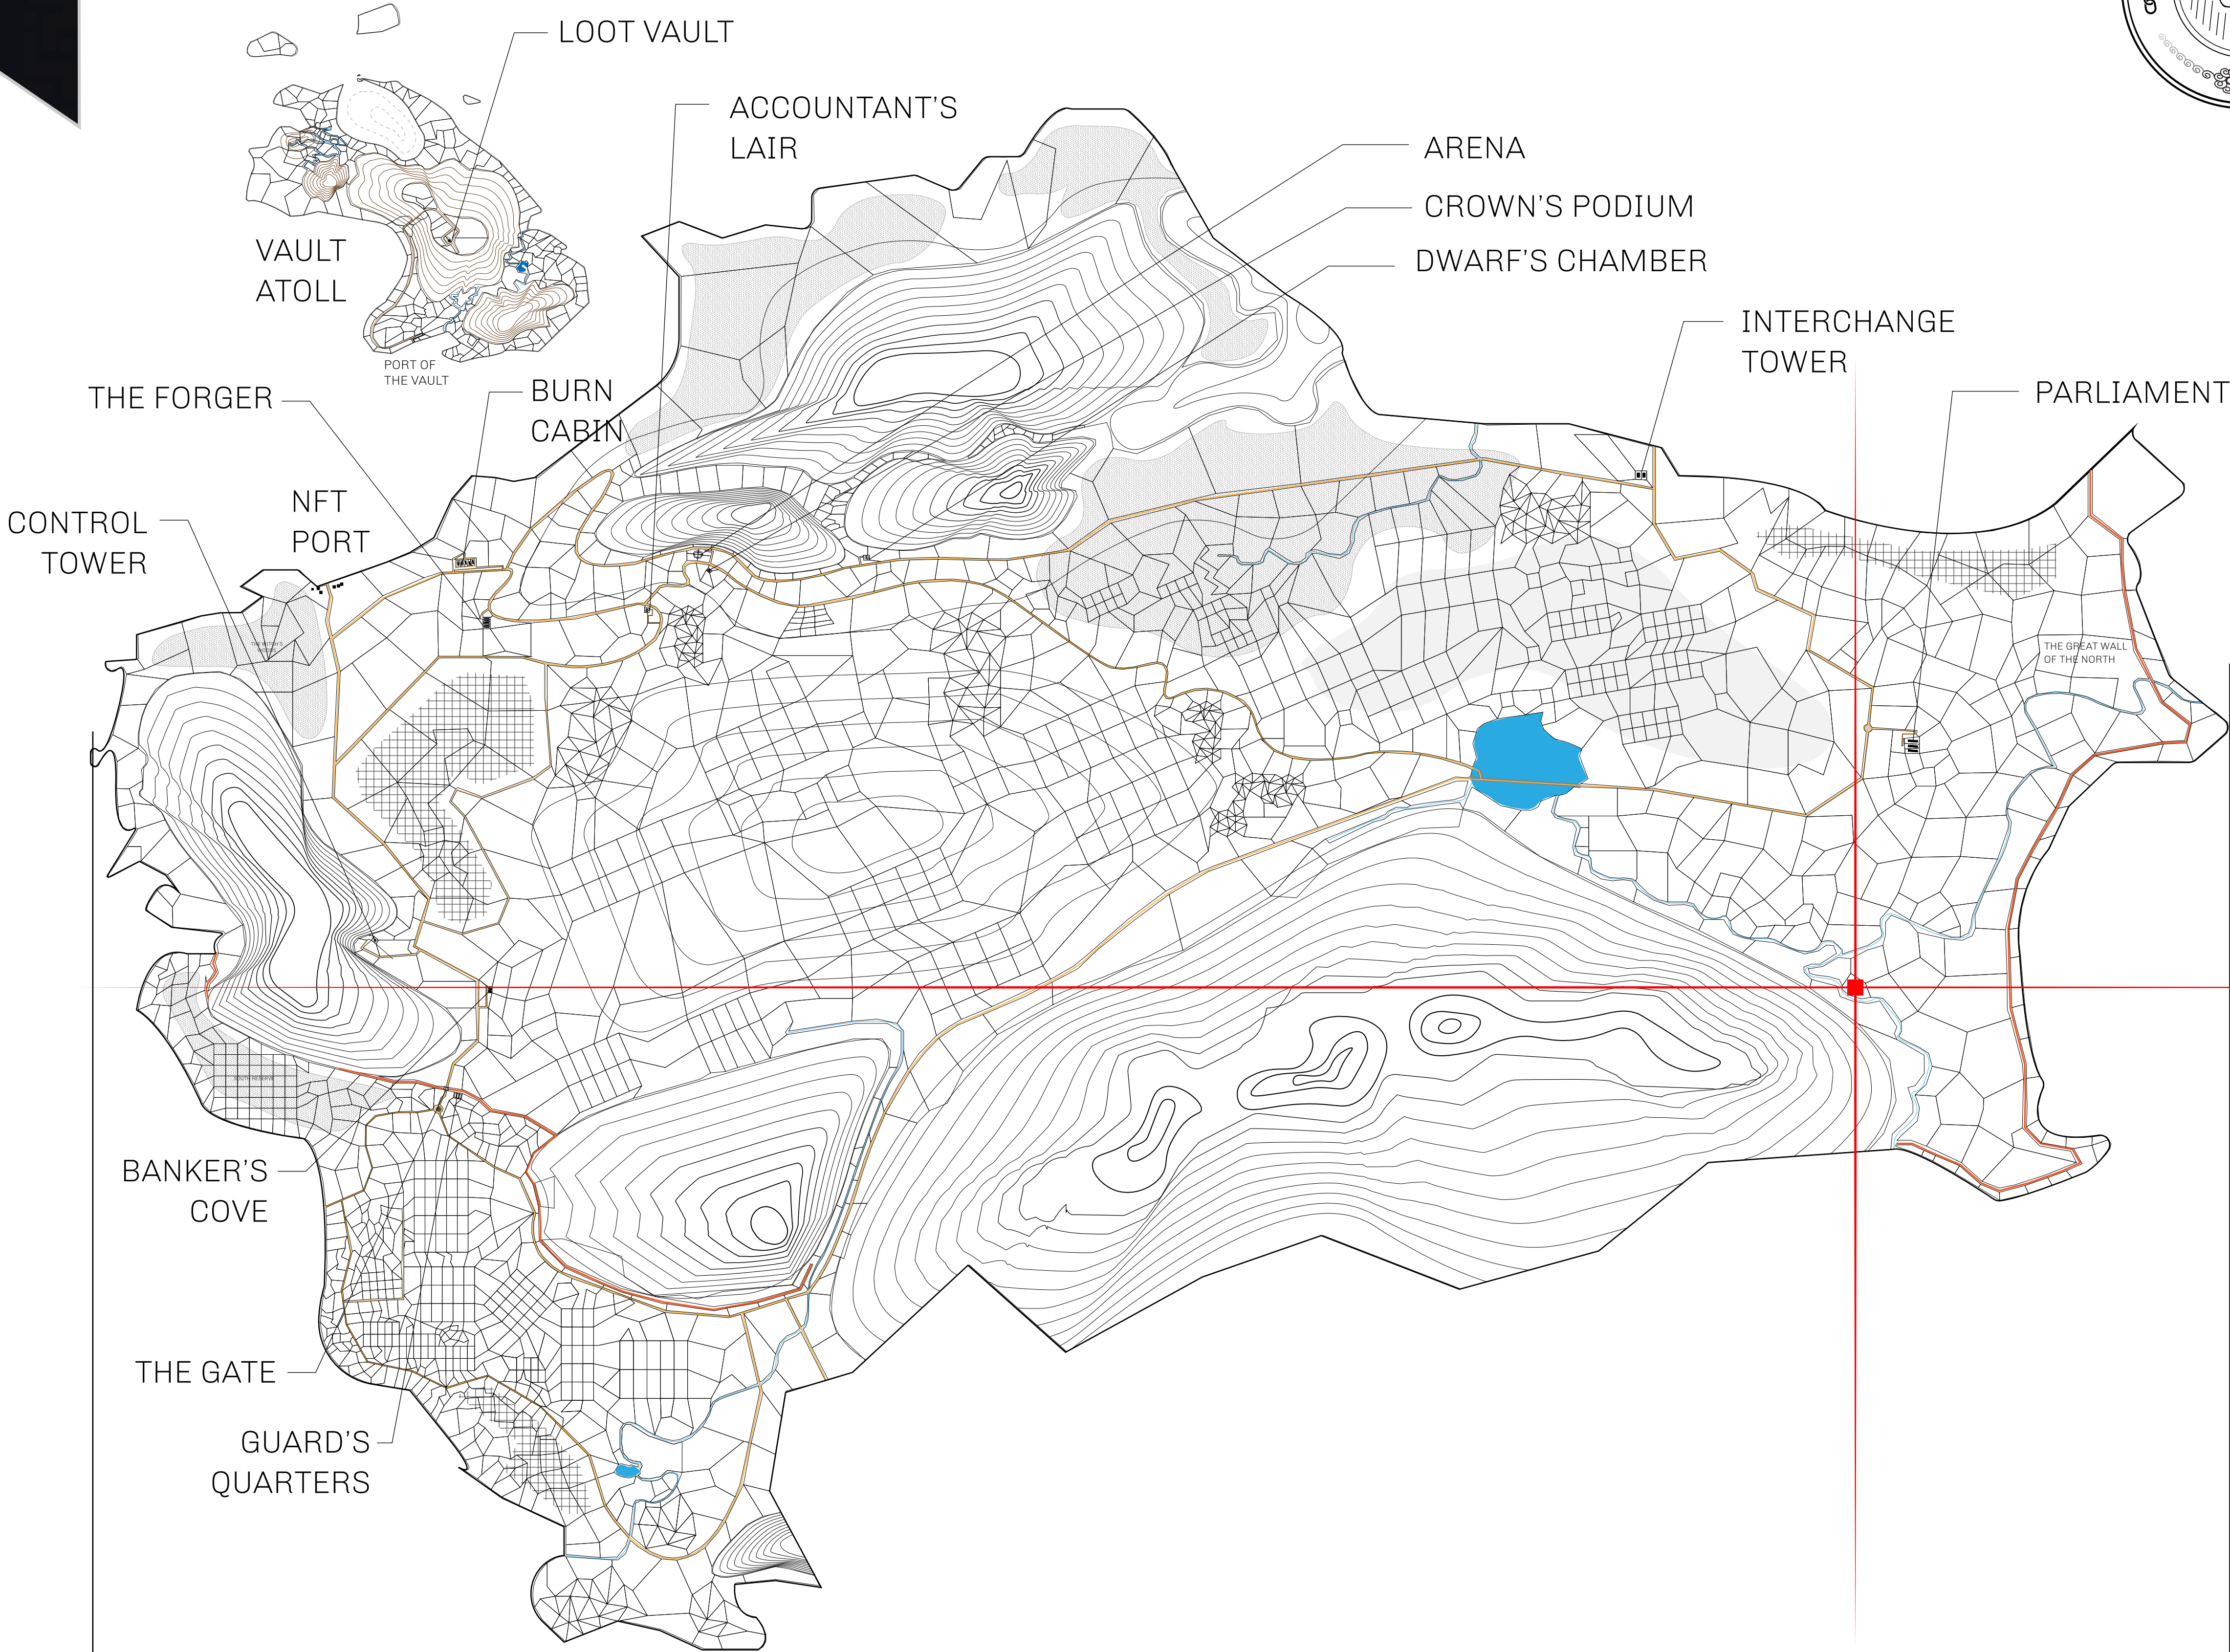 LOOT VAULT
ACCOUNTANT'S
LAIR
ARENA
CROWN'S PODIUM
DWARF'S CHAMBER
VAULT
ATOLL
INTERCHANGE
TOWER
PORT OF
THE VAULT
THE FORGER
BURN
CABIN
PARLIAMENT
NFT
PORT
CONTROL
TOWER
THE GREAT WALL
OF THE NORTH
SOUTH RESERVE
BANKER'S
COVE
THE GATE
GUARD'S
QUARTERS